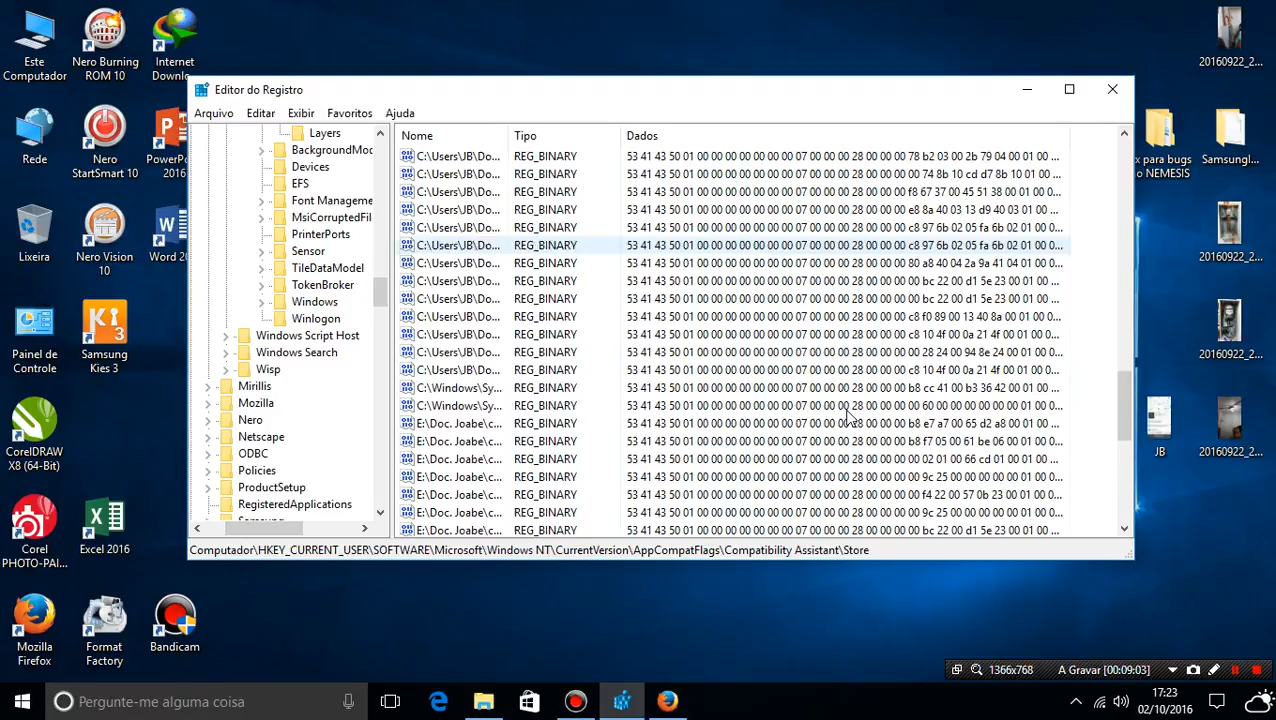 Este
Computador
Nero Burning
ROM 10
Internet
Downlo...
20160922_2...
Rede
Nero
StartSmart 10
PowerPo
2016
x para bugs
o NEMESIS
Samsungl...
Lixeira
Nero Vision
10
Word 20
20160922_2...
Painel de
Controle
Samsung
Kies 3
20160922_2...
CorelDRAW
X8 (64-Bit)
JB
20160922_2...
Corel
PHOTO-PAI...
Excel 2016
Mozilla
Firefox
Format
Factory
Bandicam
Editor do Registro
Arquivo Editar Exibir Favoritos Ajuda
Layers
BackgroundMod
Devices
EFS
Font Manageme
MsiCorruptedFil
PrinterPorts
Sensor
TileDataModel
TokenBroker
Windows
Winlogon
Windows Script Host
Windows Search
Wisp
Mirillis
Mozilla
Nero
Netscape
ODBC
Policies
ProductSetup
RegisteredApplications
Nome Tipo Dados
C:\Users\JB\Do... REG_BINARY 53 41 43 50 01 00 00 00 00 00 00 00 07 00 00 00 28 00 00 00 78 b2 03 00 2b 79 04 00 01 00 ...
C:\Users\JB\Do... REG_BINARY 53 41 43 50 01 00 00 00 00 00 00 00 07 00 00 00 28 00 00 00 00 74 8b 10 cd d7 8b 10 01 00 ...
C:\Users\JB\Do... REG_BINARY 53 41 43 50 01 00 00 00 00 00 00 00 07 00 00 00 28 00 00 00 f8 67 37 00 45 51 38 00 01 00 0...
C:\Users\JB\Do... REG_BINARY 53 41 43 50 01 00 00 00 00 00 00 00 07 00 00 00 28 00 00 00 e8 8a 40 03 13 d9 40 03 01 00 ...
C:\Users\JB\Do... REG_BINARY 53 41 43 50 01 00 00 00 00 00 00 00 07 00 00 00 28 00 00 00 c8 97 6b 02 05 fa 6b 02 01 00 0...
C:\Users\JB\Do... REG_BINARY 53 41 43 50 01 00 00 00 00 00 00 00 07 00 00 00 28 00 00 00 c8 97 6b 02 05 fa 6b 02 01 00 0...
C:\Users\JB\Do... REG_BINARY 53 41 43 50 01 00 00 00 00 00 00 00 07 00 00 00 28 00 00 00 80 a8 40 04 2a 9a 41 04 01 00 ...
C:\Users\JB\Do... REG_BINARY 53 41 43 50 01 00 00 00 00 00 00 00 07 00 00 00 28 00 00 00 00 bc 22 00 d1 5e 23 00 01 00 ...
C:\Users\JB\Do... REG_BINARY 53 41 43 50 01 00 00 00 00 00 00 00 07 00 00 00 28 00 00 00 00 bc 22 00 d1 5e 23 00 01 00 ...
C:\Users\JB\Do... REG_BINARY 53 41 43 50 01 00 00 00 00 00 00 00 07 00 00 00 28 00 00 00 c8 f0 89 00 13 40 8a 00 01 00 0...
C:\Users\JB\Do... REG_BINARY 53 41 43 50 01 00 00 00 00 00 00 00 07 00 00 00 28 00 00 00 c8 10 4f 00 0a 21 4f 00 01 00 0...
C:\Users\JB\Do... REG_BINARY 53 41 43 50 01 00 00 00 00 00 00 00 07 00 00 00 28 00 00 00 00 28 24 00 94 8e 24 00 01 00 ...
C:\Users\JB\Do... REG_BINARY 53 41 43 50 01 00 00 00 00 00 00 00 07 00 00 00 28 00 00 00 c8 10 4f 00 0a 21 4f 00 01 00 0...
C:\Windows\Sy... REG_BINARY 53 41 43 50 01 00 00 00 00 00 00 00 07 00 00 00 28 00 00 00 b8 cc 41 00 b3 36 42 00 01 00 ...
C:\Windows\Sy... REG_BINARY 53 41 43 50 01 00 00 00 00 00 00 00 07 00 00 00 28 00 00 00 00 60 00 00 00 00 00 00 01 00 0...
E:\Doc. Joabe\c... REG_BINARY 53 41 43 50 01 00 00 00 00 00 00 00 07 00 00 00 28 00 00 00 b8 e7 a7 00 65 d2 a8 00 01 00 ...
E:\Doc. Joabe\c... REG_BINARY 53 41 43 50 01 00 00 00 00 00 00 00 07 00 00 00 28 00 00 00 b8 f7 05 00 61 be 06 00 01 00 ...
E:\Doc. Joabe\c... REG_BINARY 53 41 43 50 01 00 00 00 00 00 00 00 07 00 00 00 28 00 00 00 00 02 01 00 66 cd 01 00 01 00 ...
E:\Doc. Joabe\c... REG_BINARY 53 41 43 50 01 00 00 00 00 00 00 00 07 00 00 00 28 00 00 00 00 9c 25 00 00 00 00 00 01 00 ...
E:\Doc. Joabe\c... REG_BINARY 53 41 43 50 01 00 00 00 00 00 00 00 07 00 00 00 28 00 00 00 00 f4 22 00 57 0b 23 00 01 00 ...
E:\Doc. Joabe\c... REG_BINARY 53 41 43 50 01 00 00 00 00 00 00 00 07 00 00 00 28 00 00 00 00 9c 25 00 00 00 00 00 01 00 ...
E:\Doc. Joabe\c... REG_BINARY 53 41 43 50 01 00 00 00 00 00 00 00 07 00 00 00 28 00 00 00 00 bc 22 00 d1 5e 23 00 01 00 ...
Computador\HKEY_CURRENT_USER\SOFTWARE\Microsoft\Windows NT\CurrentVersion\AppCompatFlags\Compatibility Assistant\Store
1366x768 A Gravar [00:09:03]
Pergunte-me alguma coisa
17:23
02/10/2016